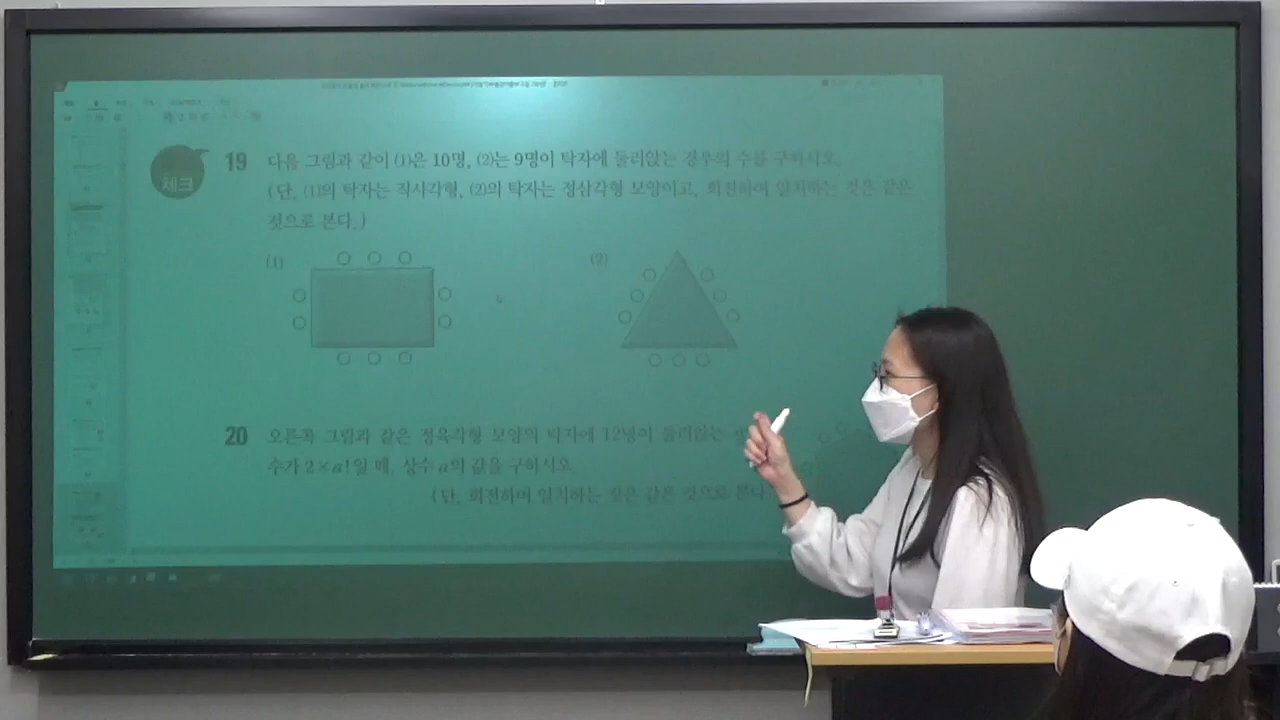 체크
19 다음 그림과 같이 (1)은 10명, (2)는 9명이 탁자에 둘러앉는 경우의 수를 구하시오.
(단, (1)의 탁자는 직사각형, (2)의 탁자는 정삼각형 모양이고, 회전하여 일치하는 것은 같은
것으로 본다.)
(1) (2)
20 오른쪽 그림과 같은 정육각형 모양의 탁자에 12명이 둘러앉는
수가 2×a!일 때, 상수 a의 값을 구하시오.
(단, 회전하여 일치하는 것은 같은 것으로 본다